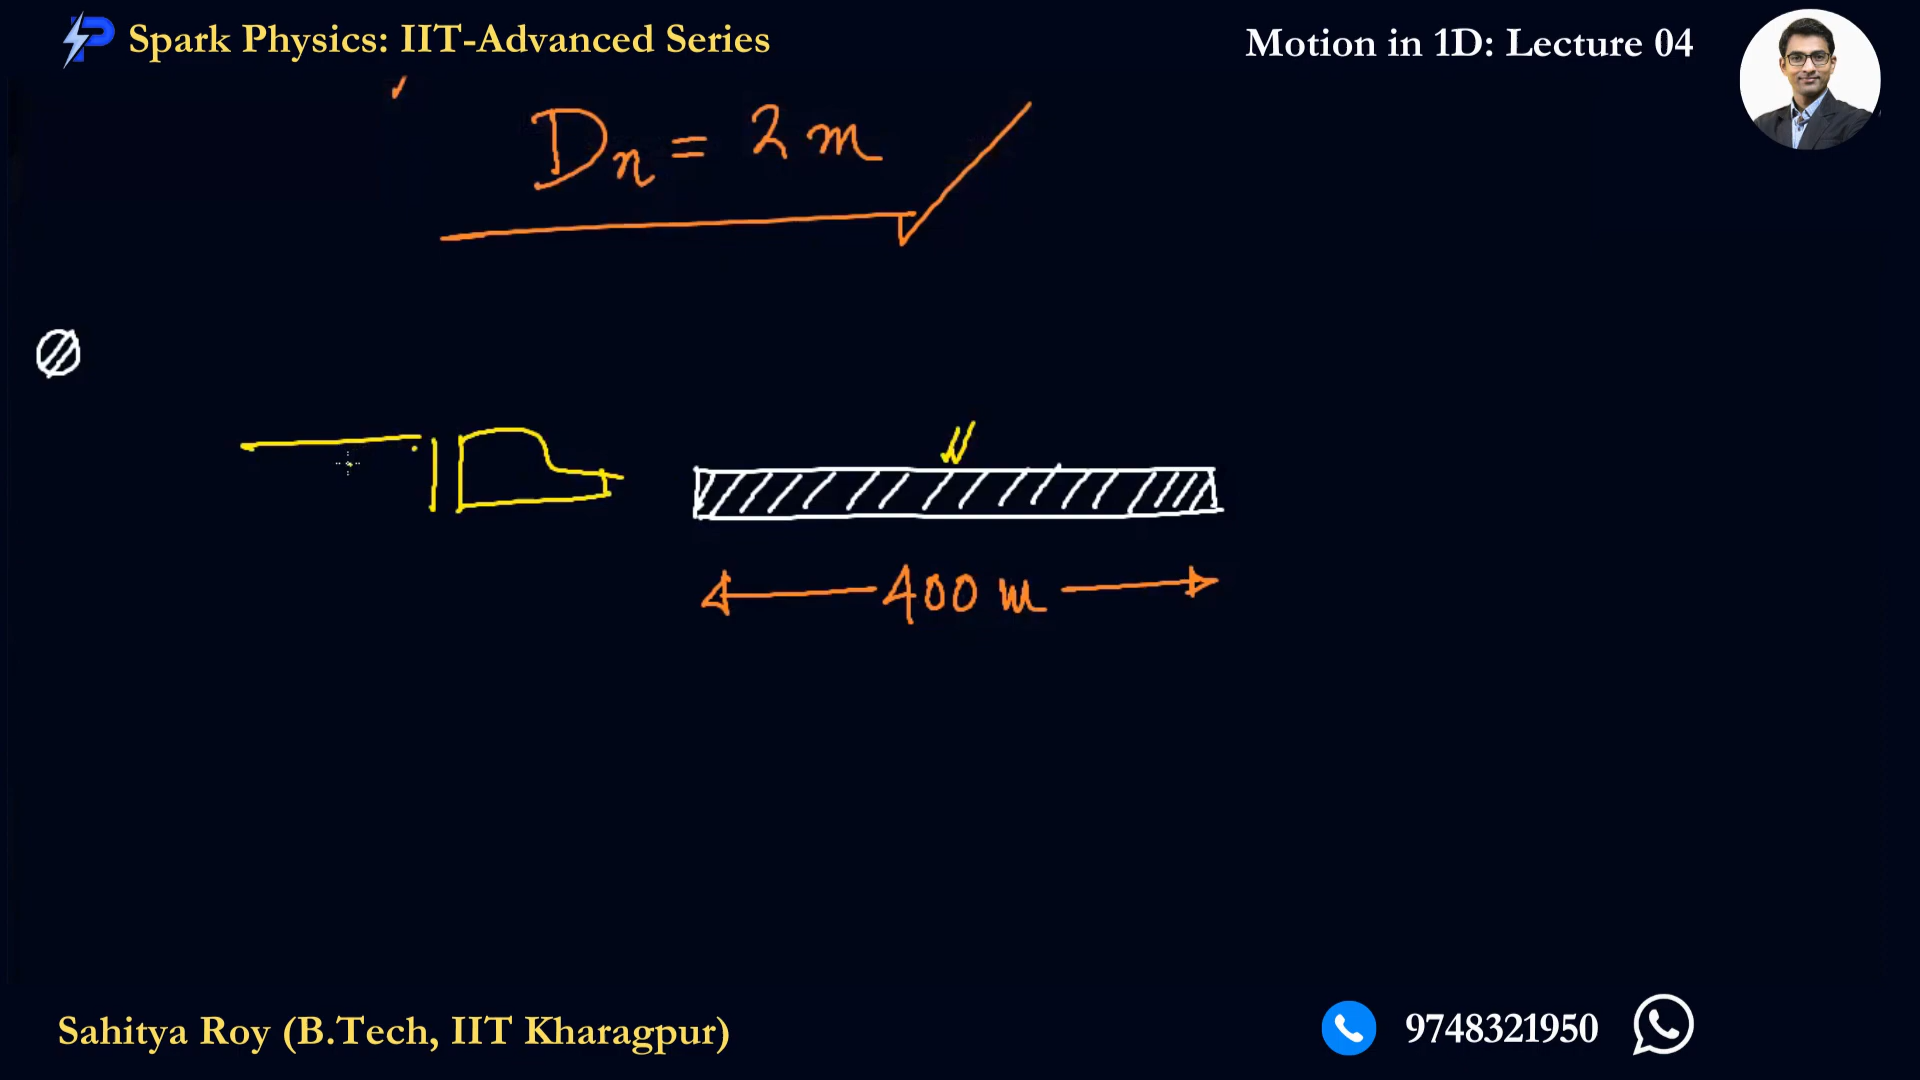 Spark Physics: IIT-Advanced Series
Motion in 1D: Lecture 04
Dn = 2 m
400 m
Sahitya Roy (B.Tech, IIT Kharagpur)
9748321950